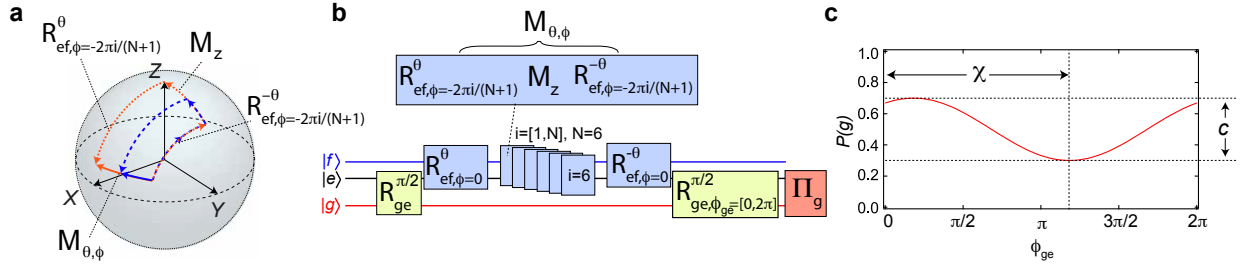 a
R^θ_ef,ϕ=-2πi/(N+1)
M_z
Z
R^-θ_ef,ϕ=-2πi/(N+1)
X
Y
M_θ,ϕ
b
M_θ,ϕ
R^θ_ef,ϕ=-2πi/(N+1) M_z R^-θ_ef,ϕ=-2πi/(N+1)
i=[1,N], N=6
|f⟩
|e⟩
|g⟩
R^π/2_ge
R^θ_ef,ϕ=0
i=6
R^-θ_ef,ϕ=0
R^π/2_ge,ϕ_ge=[0,2π]
Π_g
c
1.0
0.8
0.6
0.4
0.2
0.0
P(g)
χ
c
0 π/2 π 3π/2 2π
ϕ_ge